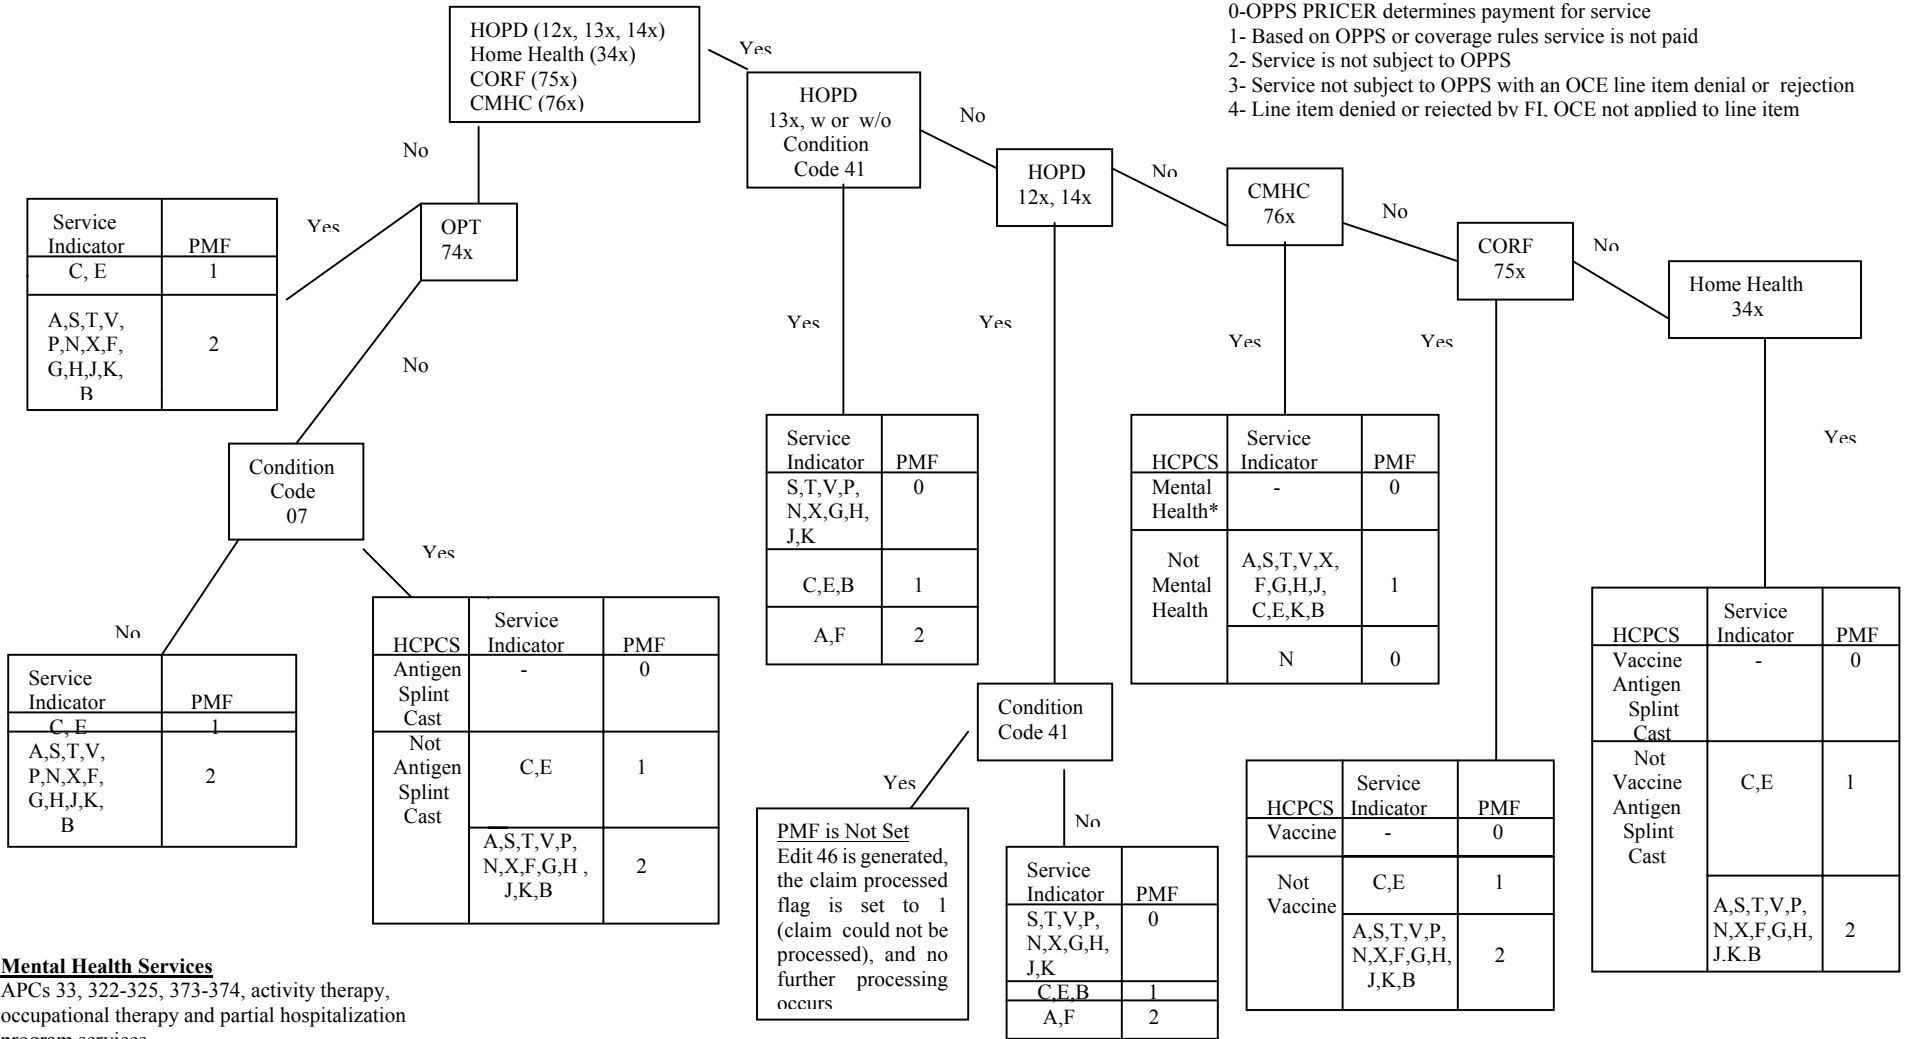 0-OPPS PRICER determines payment for service
1- Based on OPPS or coverage rules service is not paid
2- Service is not subject to OPPS
3- Service not subject to OPPS with an OCE line item denial or rejection
4- Line item denied or rejected by FI, OCE not applied to line item
HOPD (12x, 13x, 14x)
Home Health (34x)
CORF (75x)
CMHC (76x)
Yes
No
HOPD
13x, w or w/o
Condition
Code 41
No
HOPD
12x, 14x
No
CMHC
76x
No
CORF
75x
No
Home Health
34x
OPT
74x
Yes
No
Service
Indicator PMF
C, E 1
A,S,T,V,
P,N,X,F,
G,H,J,K,
B
2
Condition
Code
07
Yes
No
Service
Indicator PMF
C, E 1
A,S,T,V,
P,N,X,F,
G,H,J,K,
B
2
HCPCS
Service
Indicator
PMF
Antigen
Splint
Cast
- 0
Not
Antigen
Splint
Cast
C,E 1
A,S,T,V,P,
N,X,F,G,H ,
J,K,B
2
Yes
Service
Indicator PMF
S,T,V,P,
N,X,G,H,
J,K
0
C,E,B 1
A,F 2
Yes
Condition
Code 41
Yes
No
PMF is Not Set
Edit 46 is generated,
the claim processed
flag is set to 1
(claim could not be
processed), and no
further processing
occurs
Service
Indicator PMF
S,T,V,P,
N,X,G,H,
J,K
0
C,E,B 1
A,F 2
Yes
HCPCS
Service
Indicator
PMF
Mental
Health*
- 0
Not
Mental
Health
A,S,T,V,X,
F,G,H,J,
C,E,K,B
1
N 0
Yes
HCPCS
Service
Indicator
PMF
Vaccine - 0
Not
Vaccine
C,E 1
A,S,T,V,P,
N,X,F,G,H,
J,K,B
2
Yes
HCPCS
Service
Indicator
PMF
Vaccine
Antigen
Splint
Cast
- 0
Not
Vaccine
Antigen
Splint
Cast
C,E 1
A,S,T,V,P,
N,X,F,G,H,
J,K,B
2
Mental Health Services
APCs 33, 322-325, 373-374, activity therapy,
occupational therapy and partial hospitalization
program services